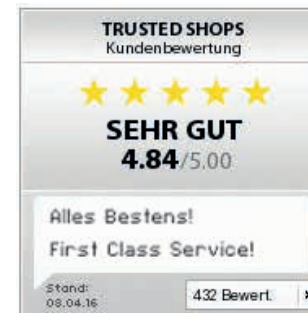 TRUSTED SHOPS
Kundenbewertung
SEHR GUT
4.84/5.00
Alles Bestens!
First Class Service!
Stand:
08.04.16
432 Bewert.